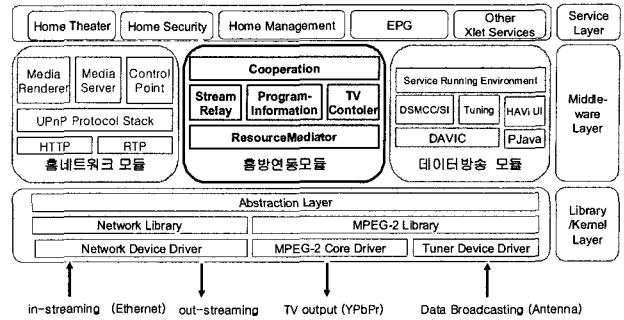 Home Theater
Home Security
Home Management
EPG
Other
Xlet Services
Service
Layer
Media
Renderer
Media
Server
Control
Point
UPnP Protocol Stack
HTTP
RTP
홈네트워크 모듈
Cooperation
Stream
Relay
Program-
Information
TV
Contoler
ResourceMediator
홈방연동모듈
Service Running Environment
DSMCC/SI
Tuning
HAVi UI
DAVIC
PJava
데이터방송 모듈
Middle-
ware
Layer
Abstraction Layer
Network Library
MPEG-2 Library
Network Device Driver
MPEG-2 Core Driver
Tuner Device Driver
Library
/Kernel
Layer
in-streaming (Ethernet) out-streaming TV output (YPbPr) Data Broadcasting (Antenna)